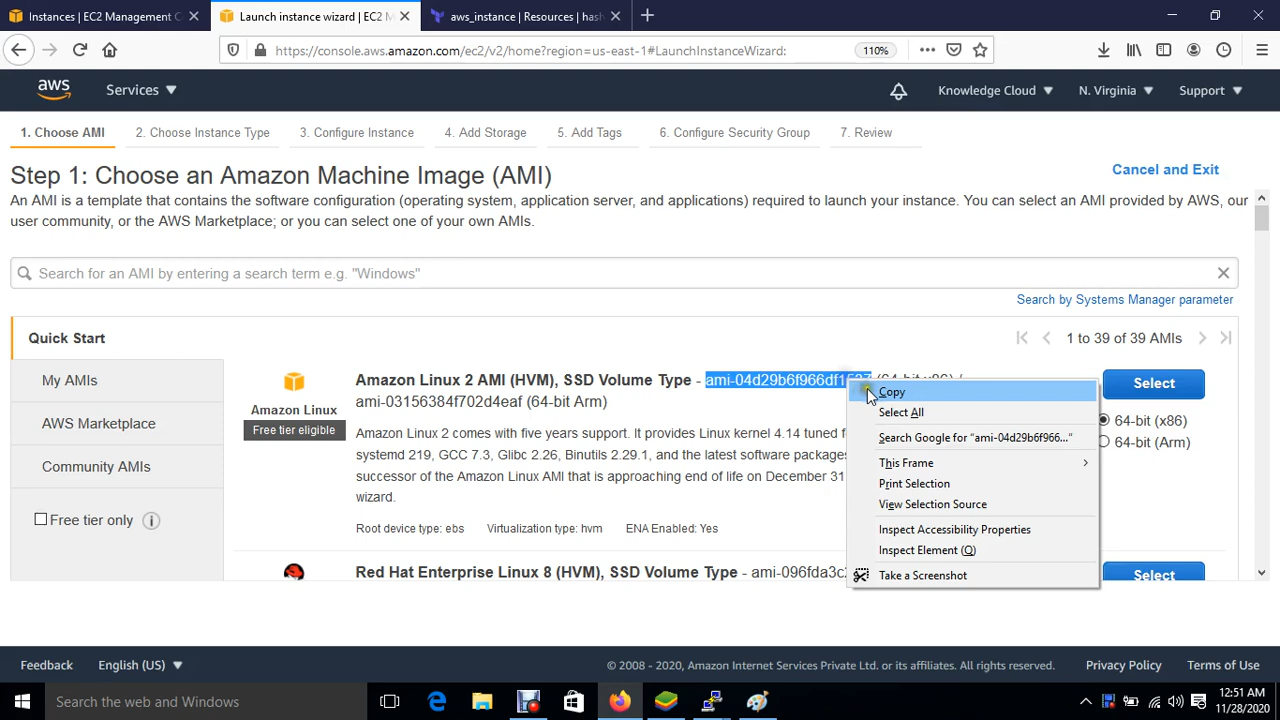 Instances | EC2 Management C
Launch instance wizard | EC2 M
aws_instance | Resources | hash
https://console.aws.amazon.com/ec2/v2/home?region=us-east-1#LaunchInstanceWizard:
110%
aws
Services
Knowledge Cloud
N. Virginia
Support
1. Choose AMI
2. Choose Instance Type
3. Configure Instance
4. Add Storage
5. Add Tags
6. Configure Security Group
7. Review
Step 1: Choose an Amazon Machine Image (AMI)
Cancel and Exit
An AMI is a template that contains the software configuration (operating system, application server, and applications) required to launch your instance. You can select an AMI provided by AWS, our
user community, or the AWS Marketplace; or you can select one of your own AMIs.
Search for an AMI by entering a search term e.g. "Windows"
Search by Systems Manager parameter
Quick Start
My AMIs
AWS Marketplace
Community AMIs
Free tier only
1 to 39 of 39 AMIs
Amazon Linux
Free tier eligible
Amazon Linux 2 AMI (HVM), SSD Volume Type - ami-04d29b6f966df1537 (64-bit x86) /
ami-03156384f702d4eaf (64-bit Arm)
Amazon Linux 2 comes with five years support. It provides Linux kernel 4.14 tuned
systemd 219, GCC 7.3, Glibc 2.26, Binutils 2.29.1, and the latest software packages
successor of the Amazon Linux AMI that is approaching end of life on December 31
wizard.
Root device type: ebs
Virtualization type: hvm
ENA Enabled: Yes
Select
64-bit (x86)
64-bit (Arm)
Red Hat Enterprise Linux 8 (HVM), SSD Volume Type - ami-096fda3c2
Select
Copy
Select All
Search Google for "ami-04d29b6f966..."
This Frame
Print Selection
View Selection Source
Inspect Accessibility Properties
Inspect Element (Q)
Take a Screenshot
Feedback
English (US)
© 2008 - 2020, Amazon Internet Services Private Ltd. or its affiliates. All rights reserved.
Privacy Policy
Terms of Use
Search the web and Windows
12:51 AM
11/28/2020